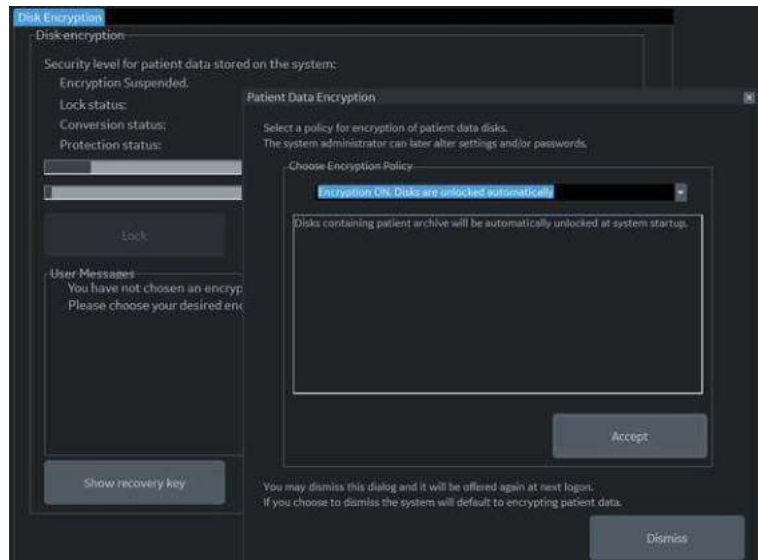 Disk Encryption
Disk encryption
Security level for patient data stored on the system:
Encryption Suspended.
Lock status:
Conversion status:
Protection status:
Lock
User Messages
You have not chosen an encryp
Please choose your desired en
Show recovery key
Patient Data Encryption
Select a policy for encryption of patient data disks.
The system administrator can later alter settings and/or passwords.
Choose Encryption Policy
Encryption ON. Disks are unlocked automatically
Disks containing patient archive will be automatically unlocked at system startup.
Accept
You may dismiss this dialog and it will be offered again at next logon.
If you choose to dismiss the system will default to encrypting patient data.
Dismiss